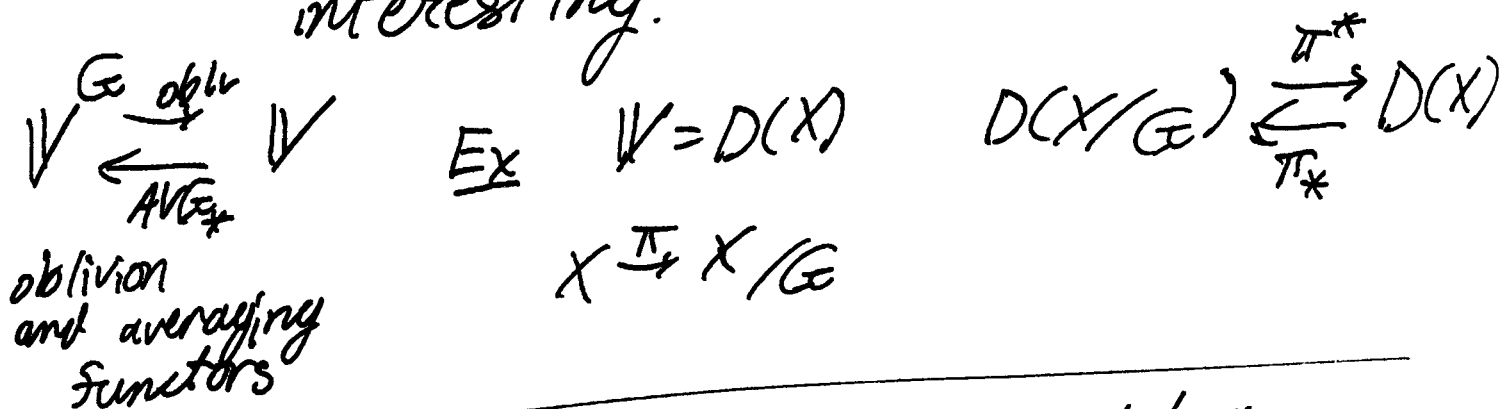 interesting.
𝕍^G oblv → 𝕍
← AVG_*
oblivion
and averaging
functors
Ex 𝕍 = D(X)
X π→ X/G
D(X/G) π^* → D(X)
← π_*